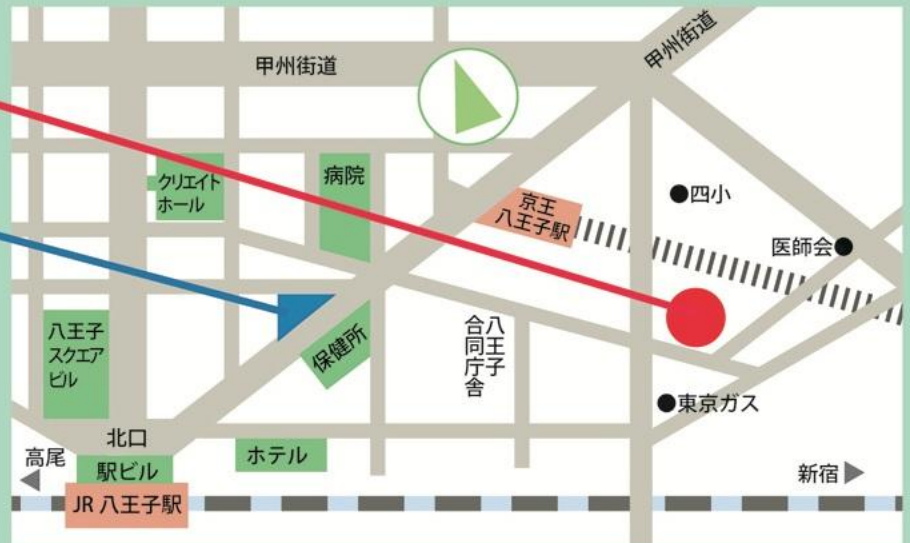 甲州街道
甲州街道
クリエイト
ホール
病院
京王
八王子駅
四小
医師会
八王子
スクエア
ビル
保健所
八王子
合同庁舎
東京ガス
北口
高尾
駅ビル
ホテル
新宿
JR 八王子駅